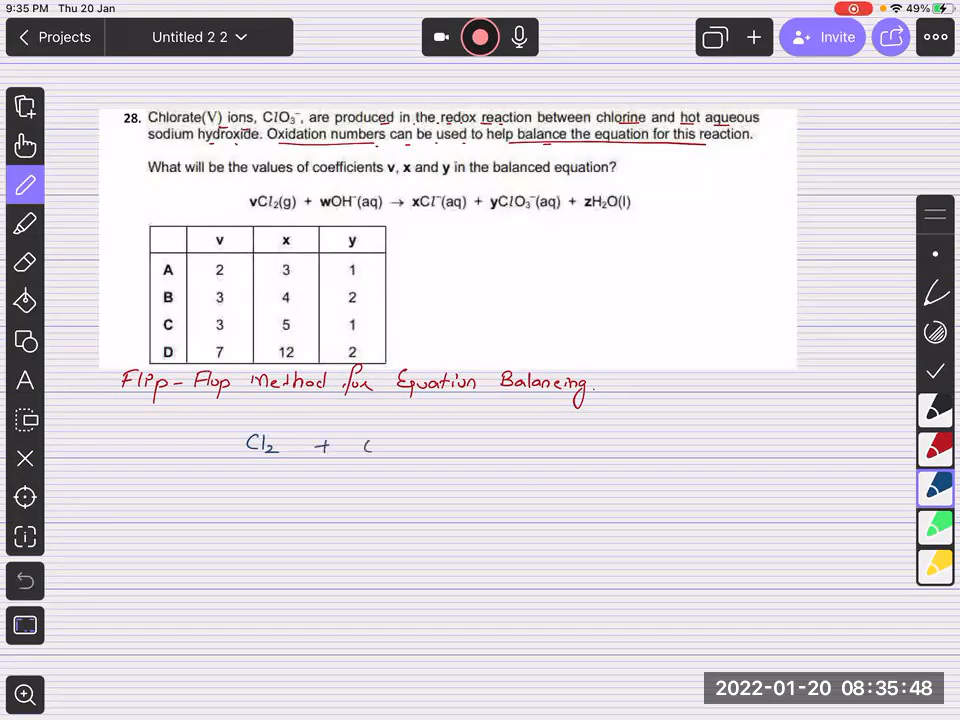 9:35 PM Thu 20 Jan
49%
Projects
Untitled 2 2
Invite
28. Chlorate(V) ions, ClO₃⁻, are produced in the redox reaction between chlorine and hot aqueous
sodium hydroxide. Oxidation numbers can be used to help balance the equation for this reaction.
What will be the values of coefficients v, x and y in the balanced equation?
vCl₂(g) + wOH⁻(aq) → xCl⁻(aq) + yClO₃⁻(aq) + zH₂O(l)
v x y
A 2 3 1
B 3 4 2
C 3 5 1
D 7 12 2
Flip-Flop Method for Equation Balancing.
Cl₂ + (
A
2022-01-20 08:35:48